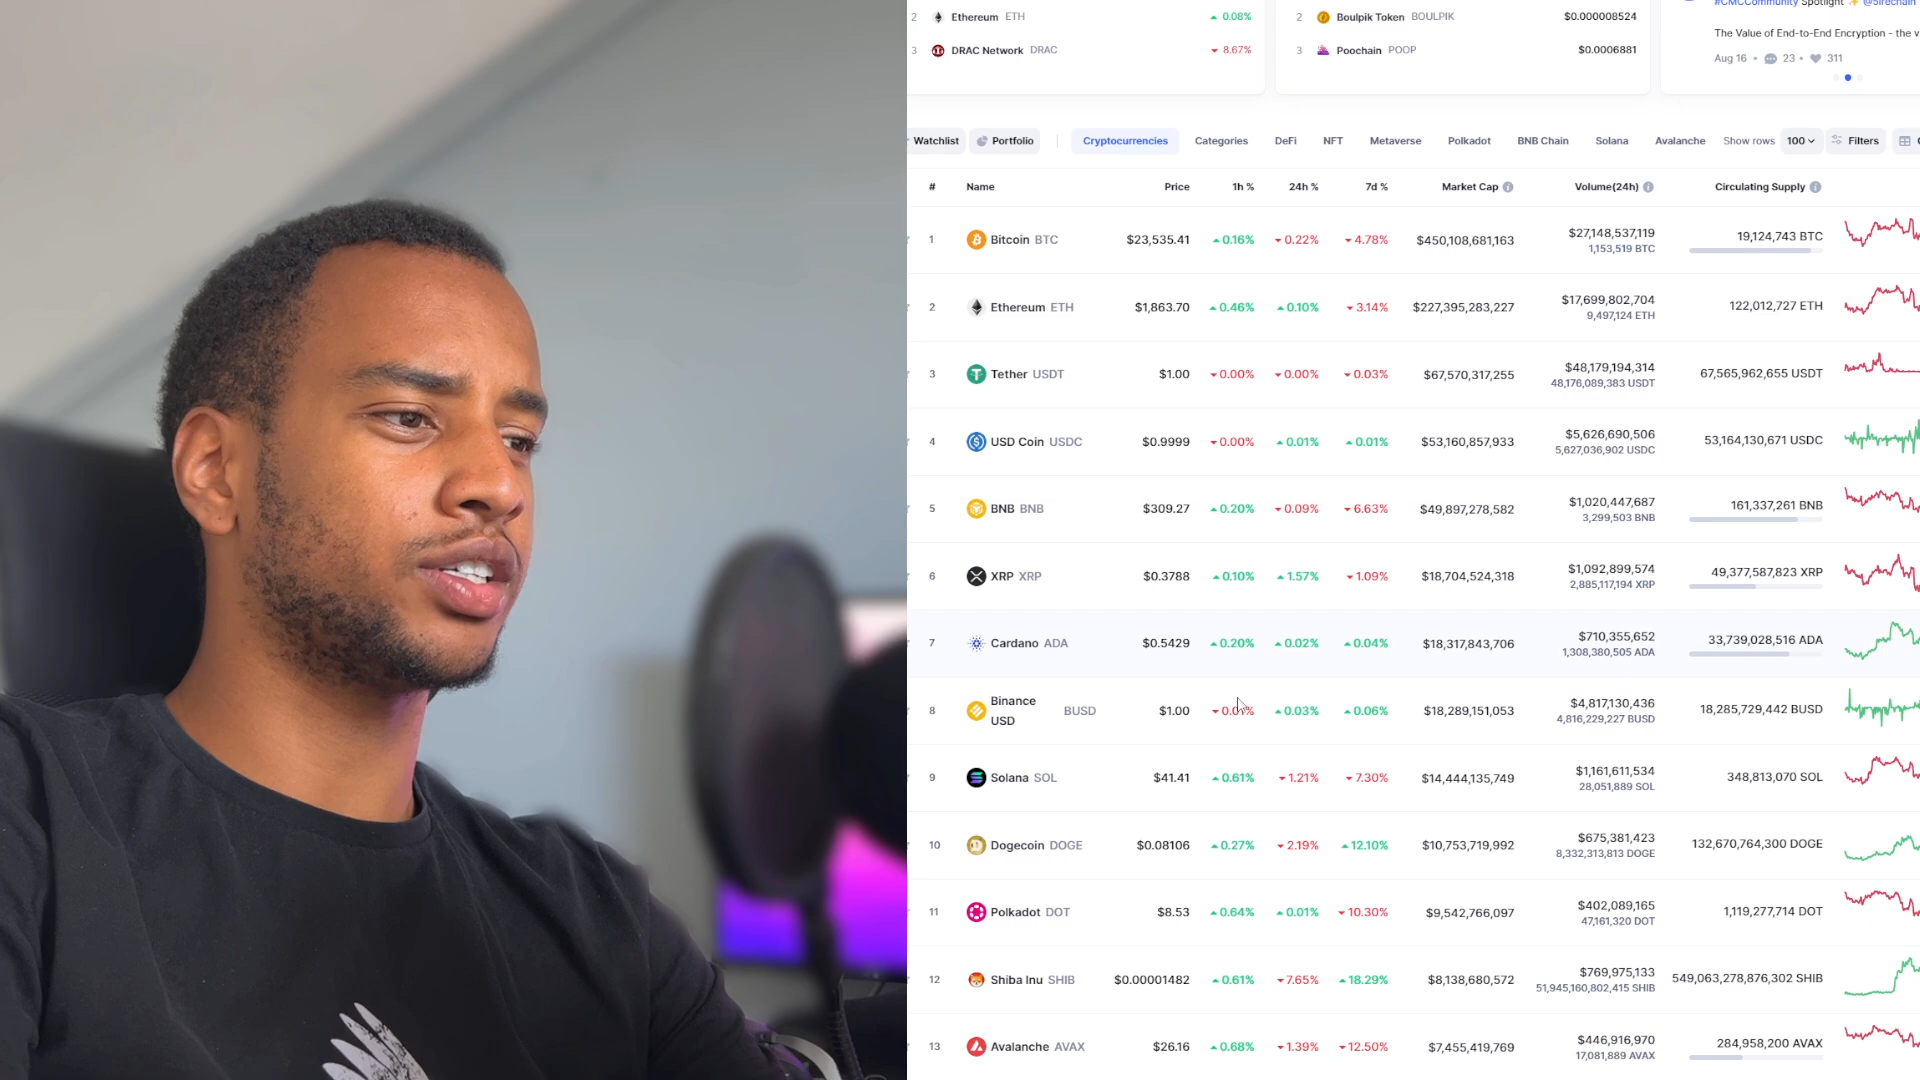 2 Ethereum ETH 0.08%
3 DRAC Network DRAC 8.67%
2 Boulpik Token BOULPIK $0.000008524
3 Poochain POOP $0.0006881
#CMCCommunity Spotlight ✨ @5irechain
The Value of End-to-End Encryption - the v
Aug 16 • 23 • 311
Watchlist Portfolio Cryptocurrencies Categories DeFi NFT Metaverse Polkadot BNB Chain Solana Avalanche Show rows 100 Filters
# Name Price 1h % 24h % 7d % Market Cap Volume(24h) Circulating Supply
1 Bitcoin BTC $23,535.41 0.16% 0.22% 4.78% $450,108,681,163 $27,148,537,119 19,124,743 BTC
1,153,519 BTC
2 Ethereum ETH $1,863.70 0.46% 0.10% 3.14% $227,395,283,227 $17,699,802,704 122,012,727 ETH
9,497,124 ETH
3 Tether USDT $1.00 0.00% 0.00% 0.03% $67,570,317,255 $48,179,194,314 67,565,962,655 USDT
48,176,089,383 USDT
4 USD Coin USDC $0.9999 0.00% 0.01% 0.01% $53,160,857,933 $5,626,690,506 53,164,130,671 USDC
5,627,036,902 USDC
5 BNB BNB $309.27 0.20% 0.09% 6.63% $49,897,278,582 $1,020,447,687 161,337,261 BNB
3,299,503 BNB
6 XRP XRP $0.3788 0.10% 1.57% 1.09% $18,704,524,318 $1,092,899,574 49,377,587,823 XRP
2,885,117,194 XRP
7 Cardano ADA $0.5429 0.20% 0.02% 0.04% $18,317,843,706 $710,355,652 33,739,028,516 ADA
1,308,380,505 ADA
8 Binance USD BUSD $1.00 0.03% 0.06% $18,289,151,053 $4,817,130,436 18,285,729,442 BUSD
4,816,229,227 BUSD
9 Solana SOL $41.41 0.61% 1.21% 7.30% $14,444,135,749 $1,161,611,534 348,813,070 SOL
28,051,889 SOL
10 Dogecoin DOGE $0.08106 0.27% 2.19% 12.10% $10,753,719,992 $675,381,423 132,670,764,300 DOGE
8,332,313,813 DOGE
11 Polkadot DOT $8.53 0.64% 0.01% 10.30% $9,542,766,097 $402,089,165 1,119,277,714 DOT
47,161,320 DOT
12 Shiba Inu SHIB $0.00001482 0.61% 7.65% 18.29% $8,138,680,572 $769,975,133 549,063,278,876,302 SHIB
51,945,160,802,415 SHIB
13 Avalanche AVAX $26.16 0.68% 1.39% 12.50% $7,455,419,769 $446,916,970 284,958,200 AVAX
17,081,889 AVAX